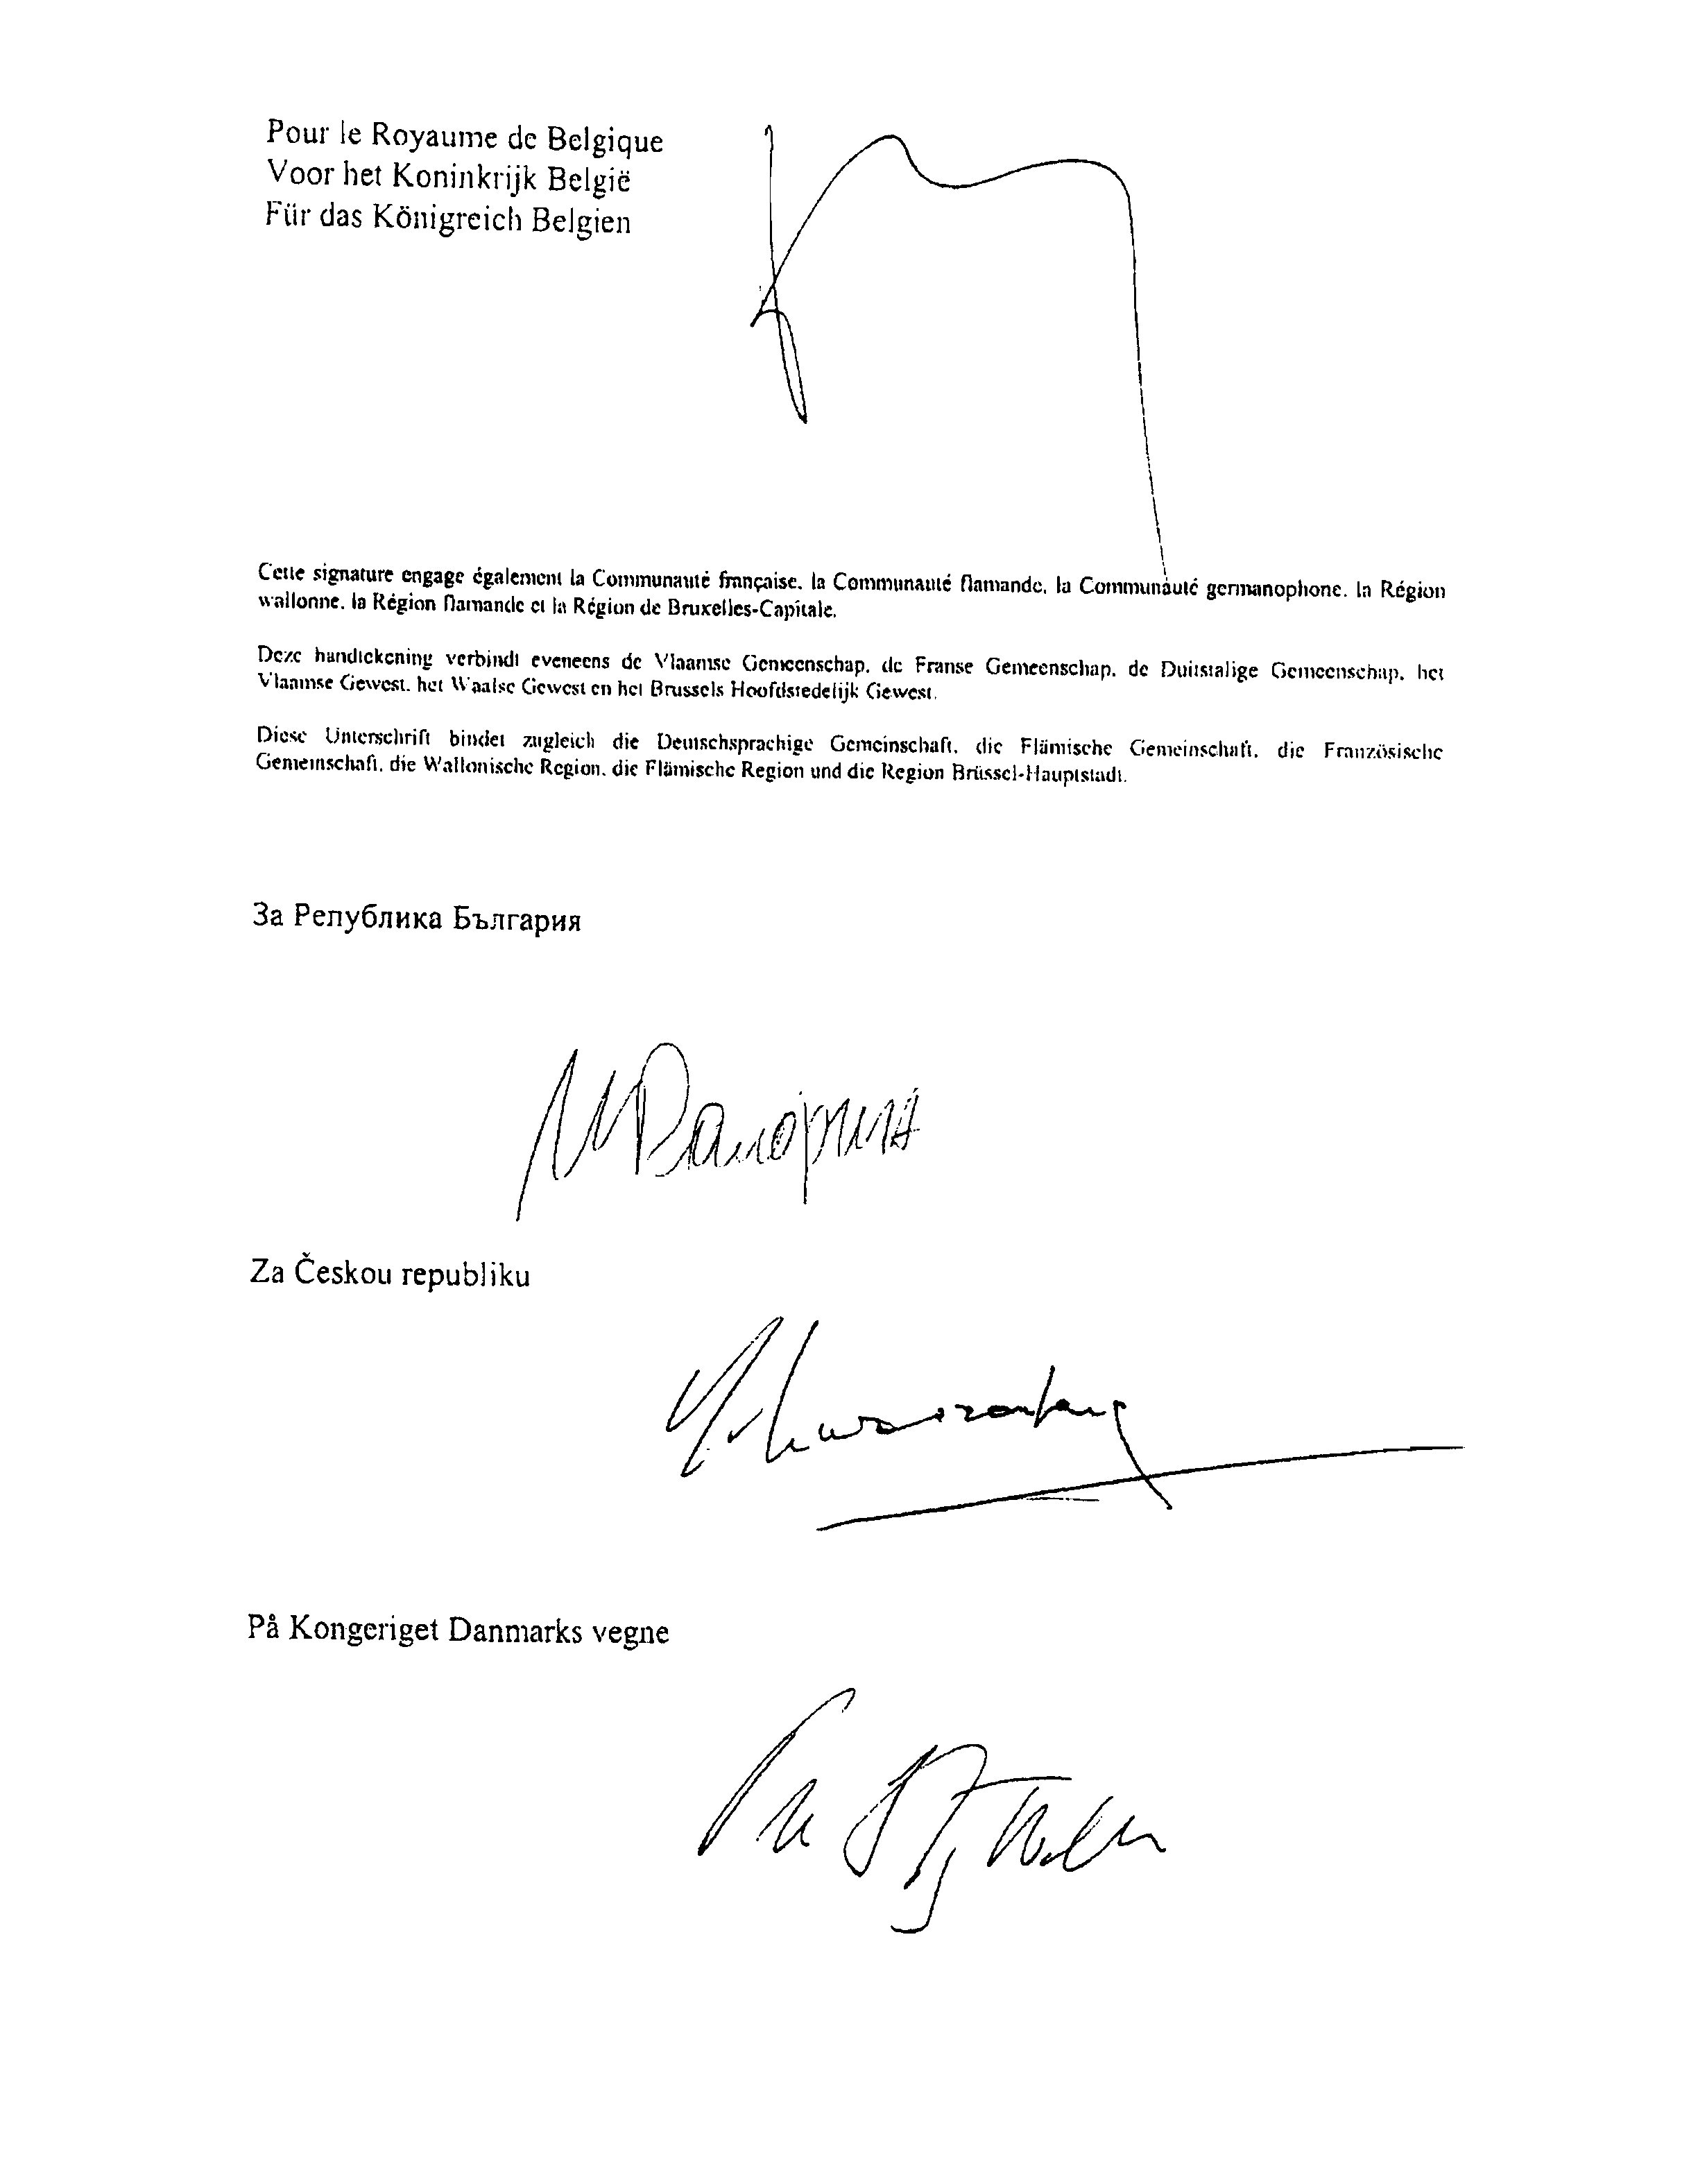 Pour le Royaume de Belgique
Voor het Koninkrijk België
Für das Königreich Belgien
Cette signature engage également la Communauté française, la Communauté flamande, la Communauté germanophone, la Région
wallonne, la Région flamande et la Région de Bruxelles-Capitale.
Deze handtekening verbindt eveneens de Vlaamse Gemeenschap, de Franse Gemeenschap, de Duitstalige Gemeenschap, het
Vlaamse Gewest, het Waalse Gewest en het Brussels Hoofdstedelijk Gewest.
Diese Unterschrift bindet zugleich die Deutschsprachige Gemeinschaft, die Flämische Gemeinschaft, die Französische
Gemeinschaft, die Wallonische Region, die Flämische Region und die Region Brüssel-Hauptstadt.
За Република България
Za Českou republiku
På Kongeriget Danmarks vegne